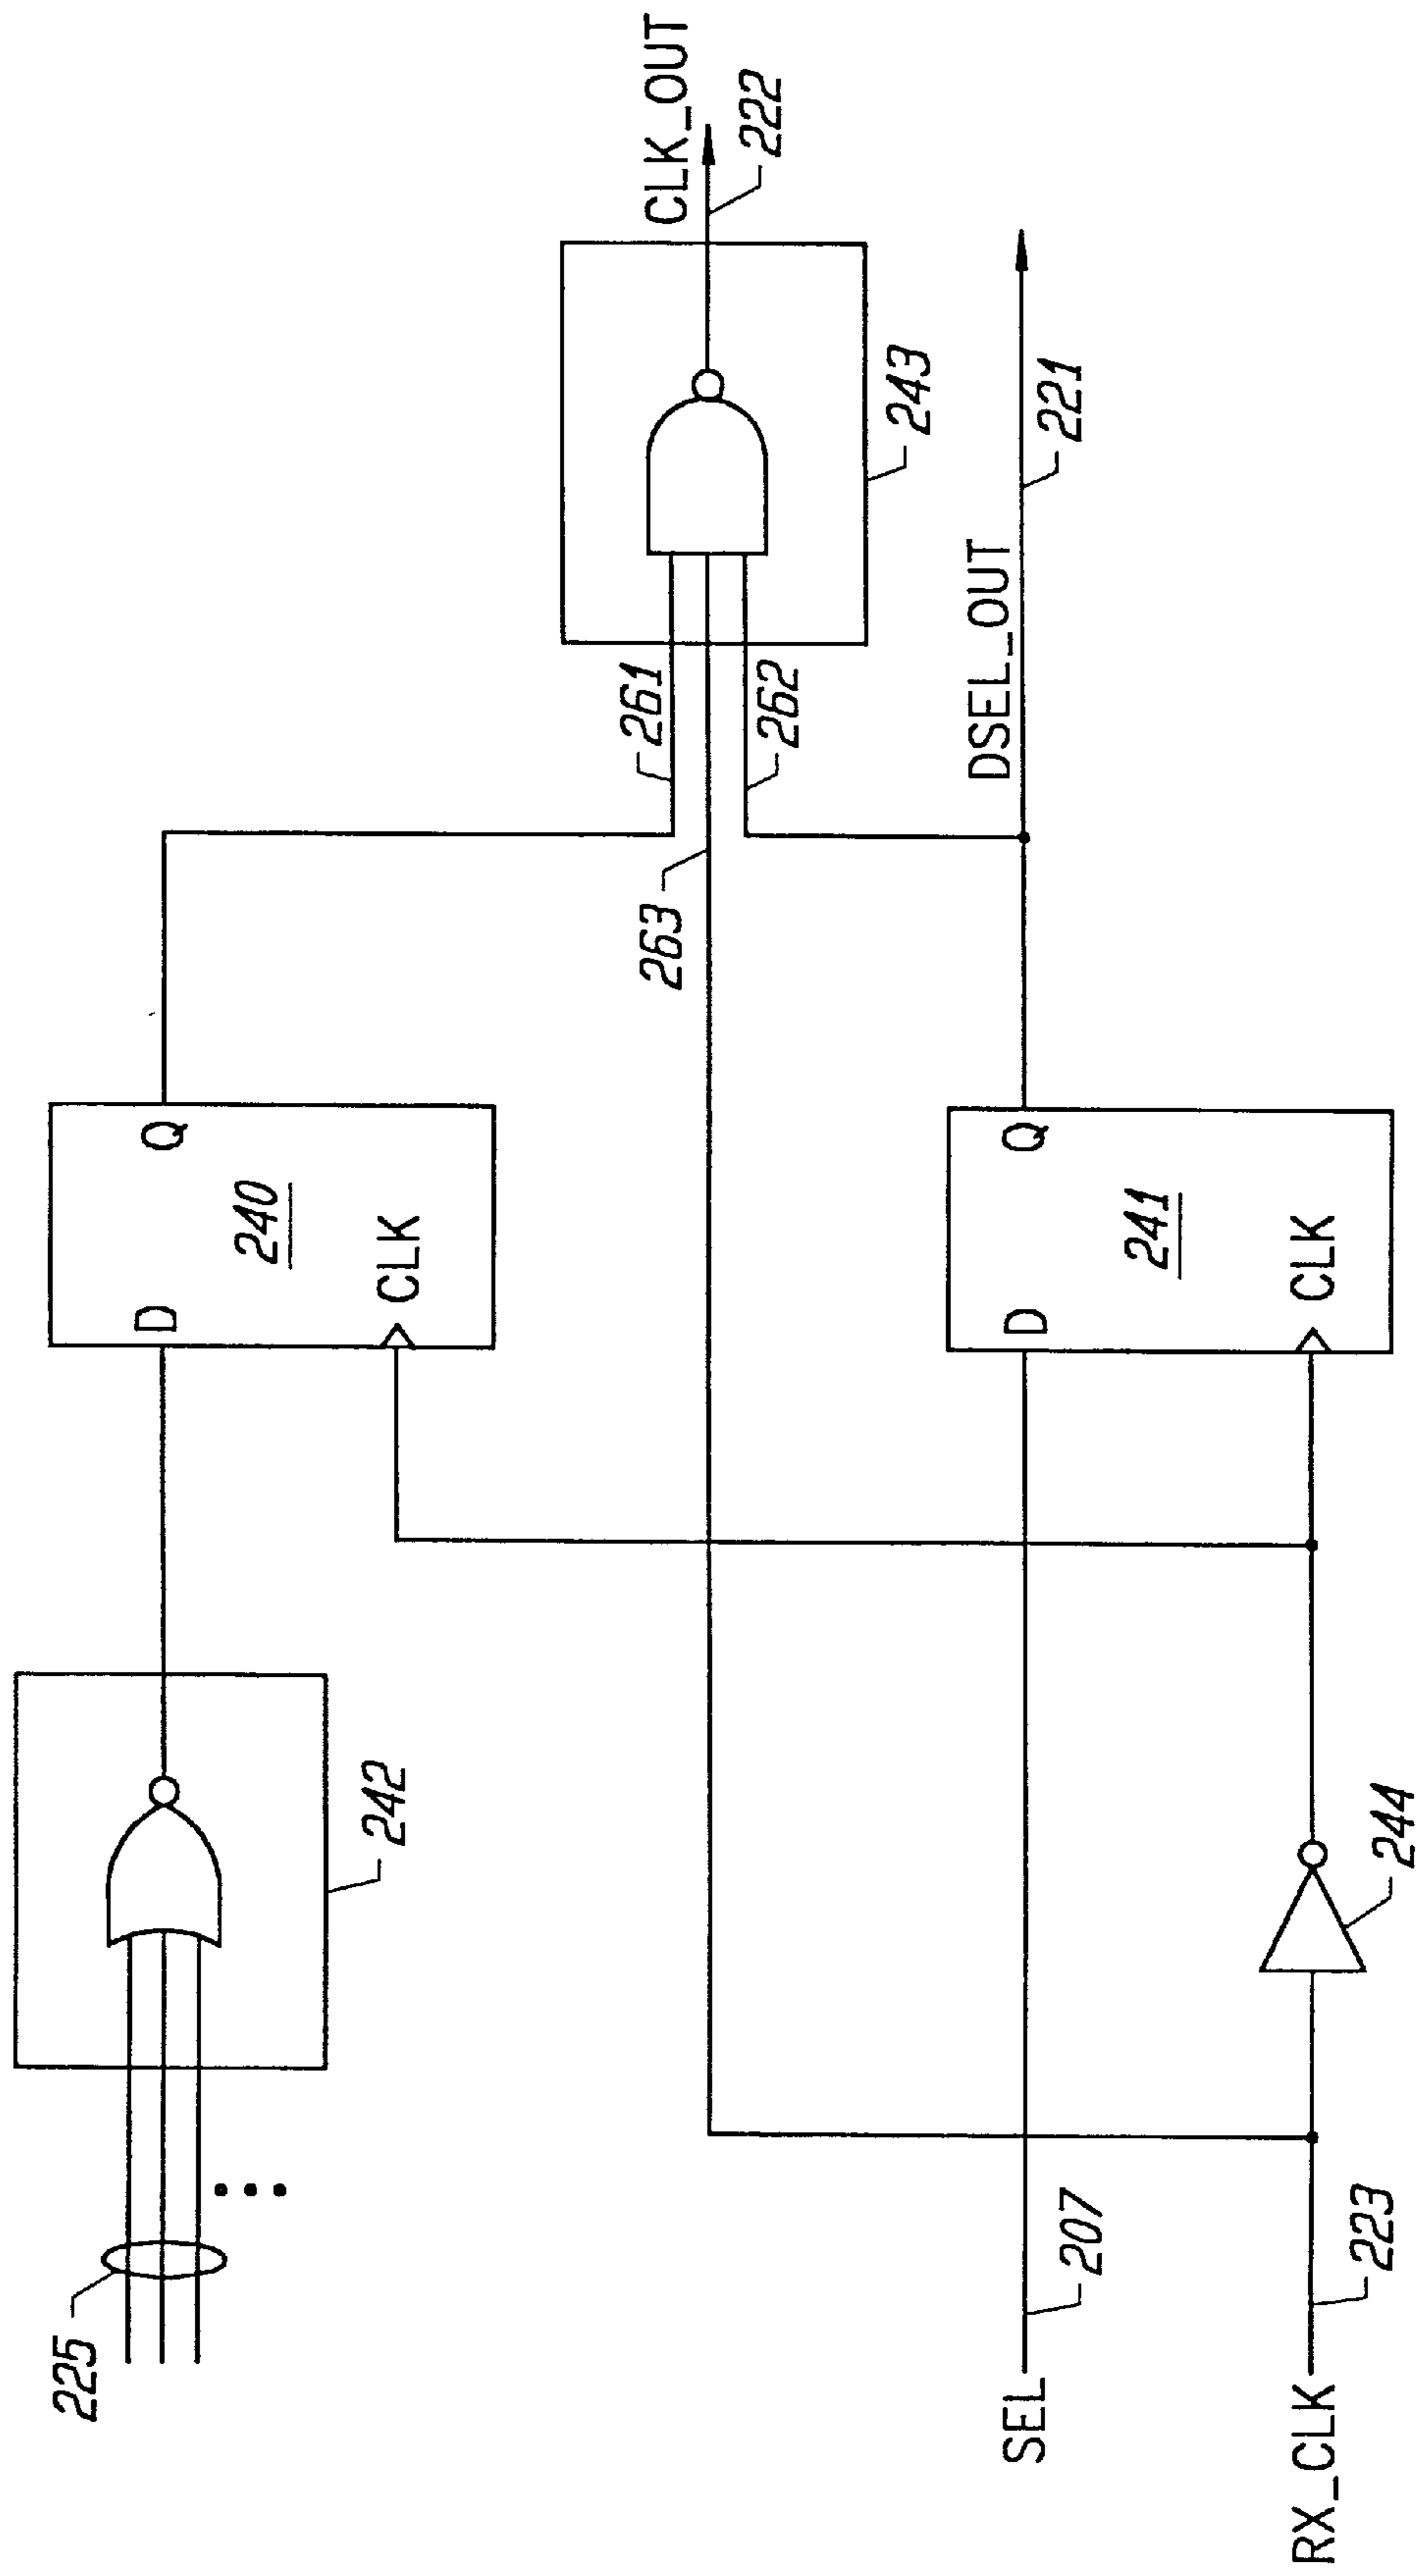 225
242
D
Q
240
CLK
261
263
262
CLK_OUT
222
243
SEL
207
D
Q
241
CLK
DSEL_OUT
221
RX_CLK
223
244